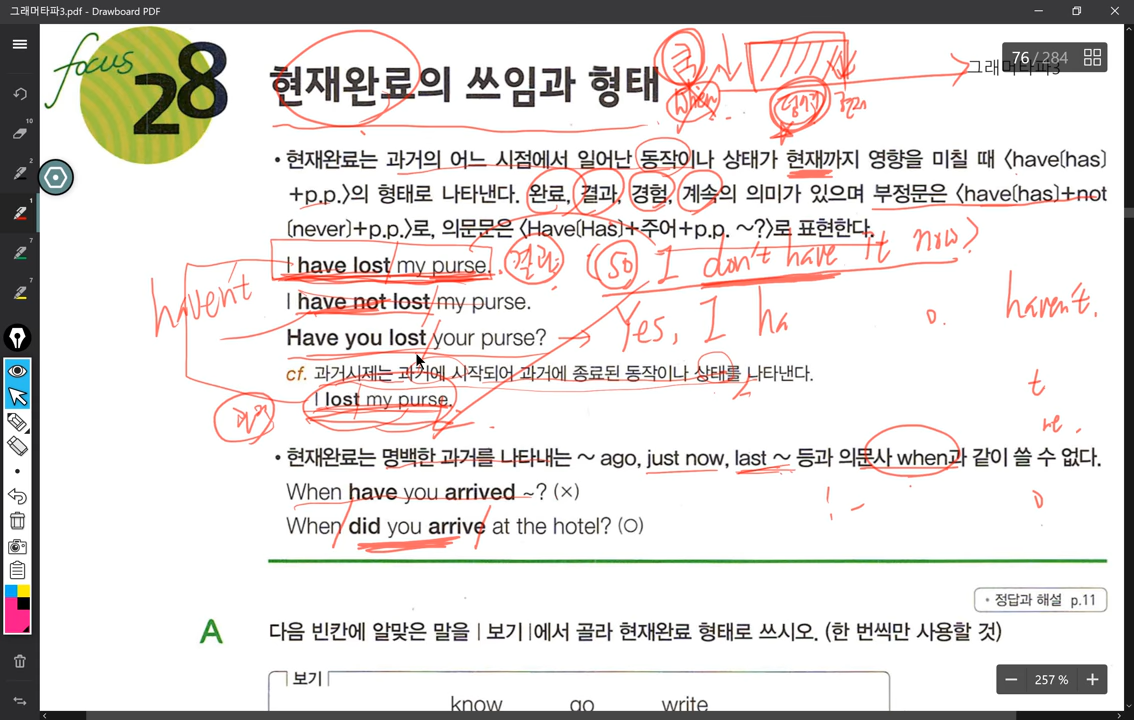 그래머타파3.pdf - Drawboard PDF
focus
28
현재완료의 쓰임과 형태
76 / 284
그래머타파3
when
현재
• 현재완료는 과거의 어느 시점에서 일어난 동작이나 상태가 현재까지 영향을 미칠 때 〈have(has)
+p.p.〉의 형태로 나타낸다. 완료, 결과, 경험, 계속의 의미가 있으며 부정문은 〈have(has)+not
(never)+p.p.〉로, 의문문은 〈Have(Has)+주어+p.p. ~?〉로 표현한다.
I have lost my purse. 결과 (so) I don't have it now?
haven't
I have not lost my purse.
Yes, I ha
haven't.
Have you lost your purse?
cf. 과거시제는 과거에 시작되어 과거에 종료된 동작이나 상태를 나타낸다.
I lost my purse.
• 현재완료는 명백한 과거를 나타내는 ~ ago, just now, last ~ 등과 의문사 when과 같이 쓸 수 없다.
When have you arrived ~? (×)
When did you arrive at the hotel? (○)
• 정답과 해설 p.11
A 다음 빈칸에 알맞은 말을 |보기|에서 골라 현재완료 형태로 쓰시오. (한 번씩만 사용할 것)
보기
know go write
257 %
10
2
1
7
7